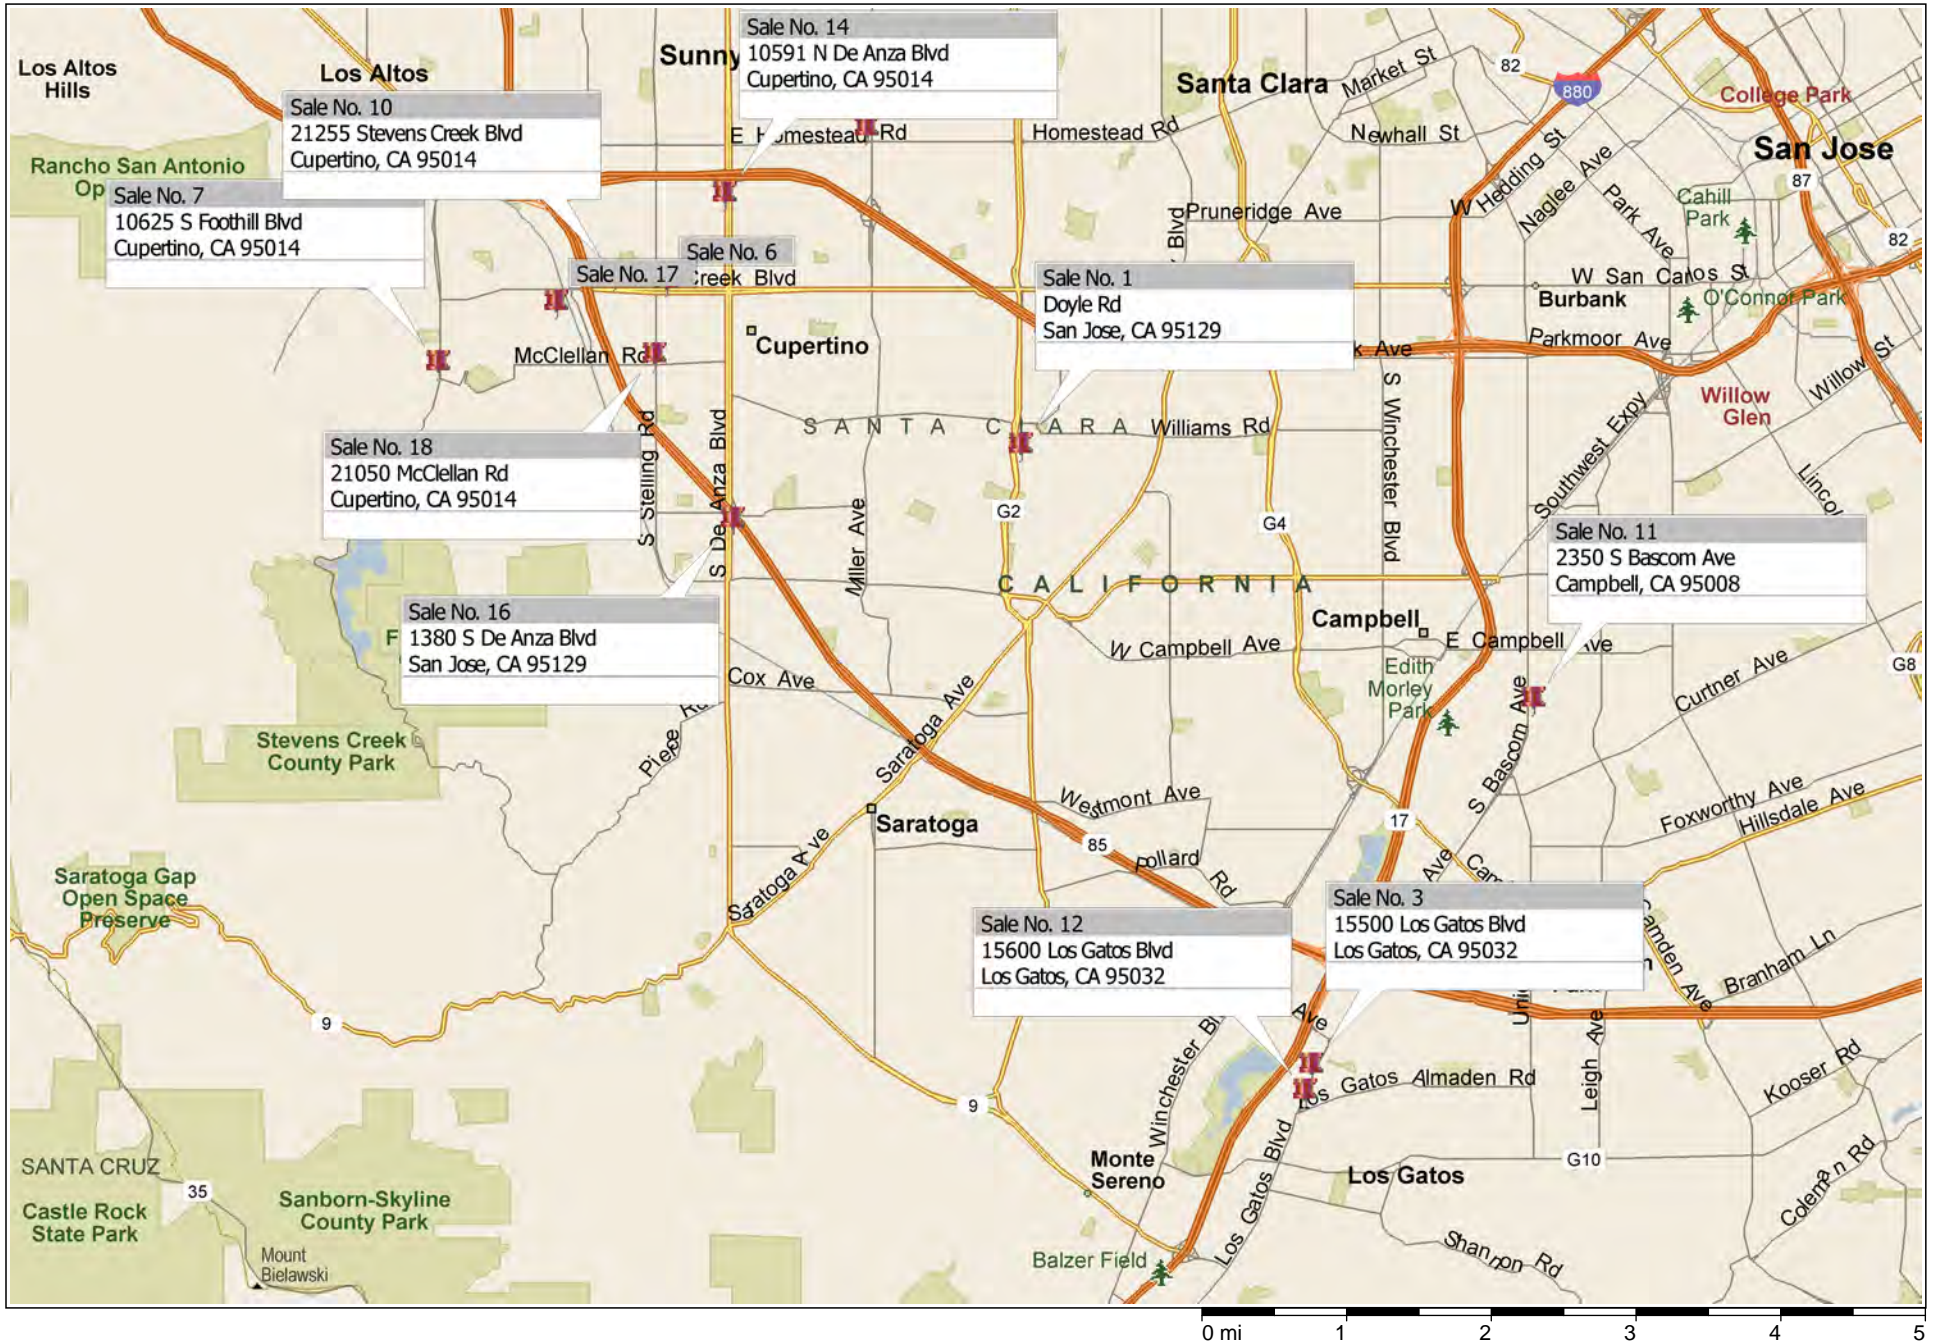 Los Altos
Hills
Los Altos
Sunny
Sale No. 14
10591 N De Anza Blvd
Cupertino, CA 95014
Santa Clara
Market St
82
880
College Park
Sale No. 10
21255 Stevens Creek Blvd
Cupertino, CA 95014
E Homestead Rd
Homestead Rd
Newhall St
San Jose
Rancho San Antonio
Op
W Hedding St
Naglee Ave
Park Ave
87
Cahill
Park
Sale No. 7
10625 S Foothill Blvd
Cupertino, CA 95014
Blvd
Pruneridge Ave
82
Sale No. 6
Sale No. 17
Creek Blvd
Sale No. 1
Doyle Rd
San Jose, CA 95129
W San Carlos St
Burbank
O'Connor Park
Cupertino
McClellan Rd
k Ave
Parkmoor Ave
Willow St
Willow
Glen
S Winchester Blvd
SANTA CLARA
Williams Rd
Southwest Expy
Lincol
Sale No. 18
21050 McClellan Rd
Cupertino, CA 95014
S Stelling Rd
S De Anza Blvd
Miller Ave
G2
G4
Sale No. 11
2350 S Bascom Ave
Campbell, CA 95008
CALIFORNIA
Sale No. 16
1380 S De Anza Blvd
San Jose, CA 95129
F
Campbell
W Campbell Ave
E Campbell Ave
Edith
Morley
Park
Curtner Ave
G8
Cox Ave
Saratoga Ave
S Bascom Ave
Stevens Creek
County Park
Pierce Rd
Westmont Ave
Foxworthy Ave
Hillsdale Ave
17
Saratoga
85
Pollard Rd
Saratoga Ave
Ave
Cam
Saratoga Gap
Open Space
Preserve
Sale No. 12
15600 Los Gatos Blvd
Los Gatos, CA 95032
Sale No. 3
15500 Los Gatos Blvd
Los Gatos, CA 95032
Camden Ave
n
Branham Ln
9
Ave
Winchester Bl
Unio
Leigh Ave
Los Gatos Almaden Rd
Kooser Rd
9
Los Gatos Blvd
Monte
Sereno
Los Gatos
G10
Coleman Rd
SANTA CRUZ
35
Castle Rock
State Park
Sanborn-Skyline
County Park
Mount
Bielawski
Balzer Field
Shannon Rd
0 mi 1 2 3 4 5